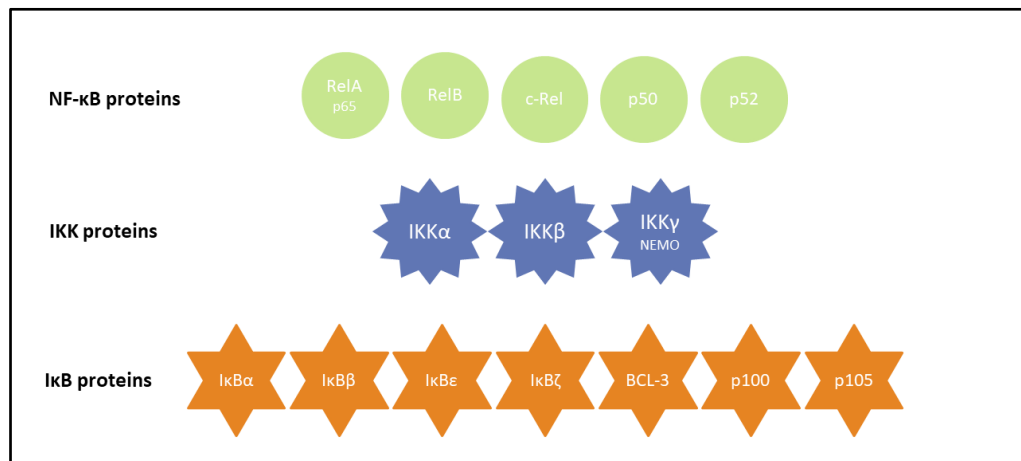 NF-κB proteins
RelA
p65
RelB
c-Rel
p50
p52
IKK proteins
IKKα
IKKβ
IKKγ
NEMO
IκB proteins
IκBα
IκBβ
IκBε
IκBζ
BCL-3
p100
p105